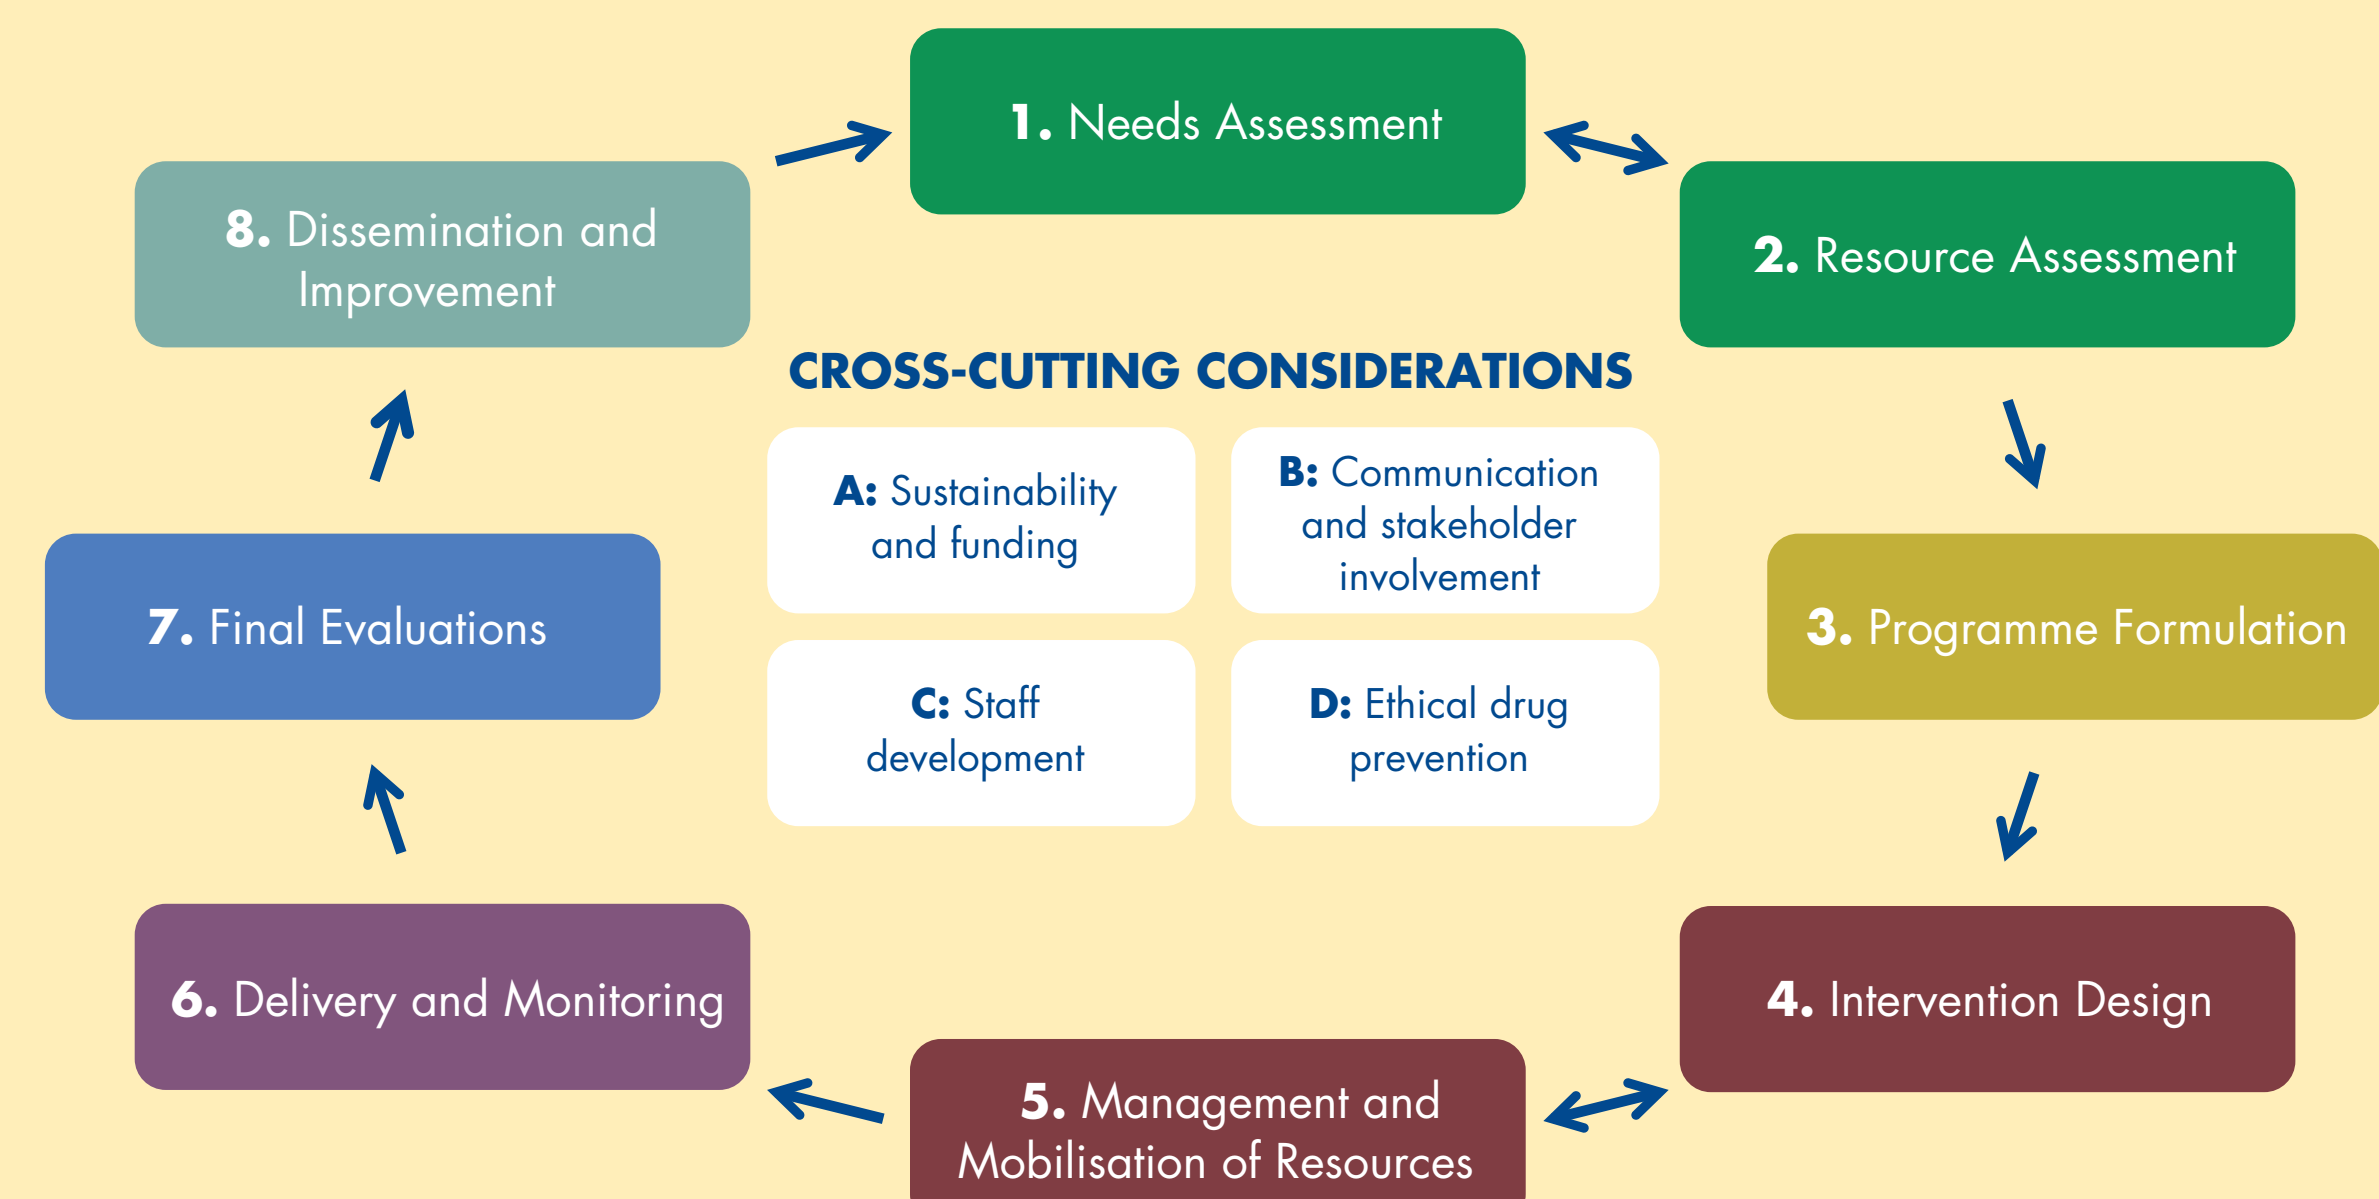 1. Needs Assessment
2. Resource Assessment
3. Programme Formulation
4. Intervention Design
5. Management and
Mobilisation of Resources
6. Delivery and Monitoring
7. Final Evaluations
8. Dissemination and
Improvement
CROSS-CUTTING CONSIDERATIONS
A: Sustainability
and funding
B: Communication
and stakeholder
involvement
C: Staff
development
D: Ethical drug
prevention